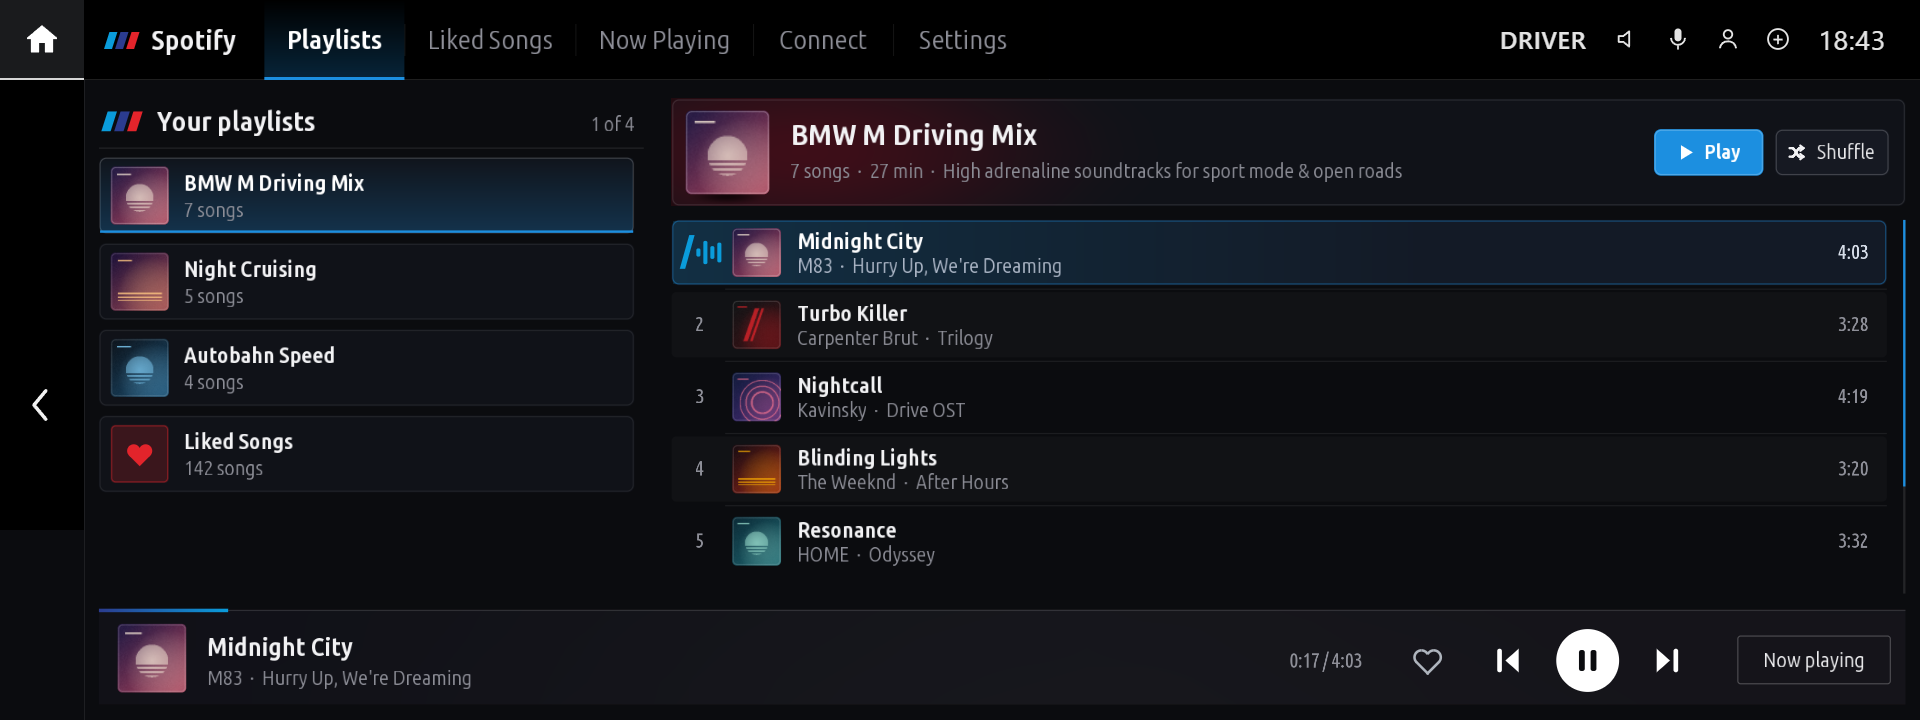 Spotify
Playlists
Liked Songs
Now Playing
Connect
Settings
DRIVER
18:43
Your playlists
1 of 4
BMW M Driving Mix
7 songs
Night Cruising
5 songs
Autobahn Speed
4 songs
Liked Songs
142 songs
BMW M Driving Mix
7 songs · 27 min · High adrenaline soundtracks for sport mode & open roads
Play
Shuffle
Midnight City
M83 · Hurry Up, We're Dreaming
4:03
2
Turbo Killer
Carpenter Brut · Trilogy
3:28
3
Nightcall
Kavinsky · Drive OST
4:19
4
Blinding Lights
The Weeknd · After Hours
3:20
5
Resonance
HOME · Odyssey
3:32
Midnight City
M83 · Hurry Up, We're Dreaming
0:17 / 4:03
Now playing